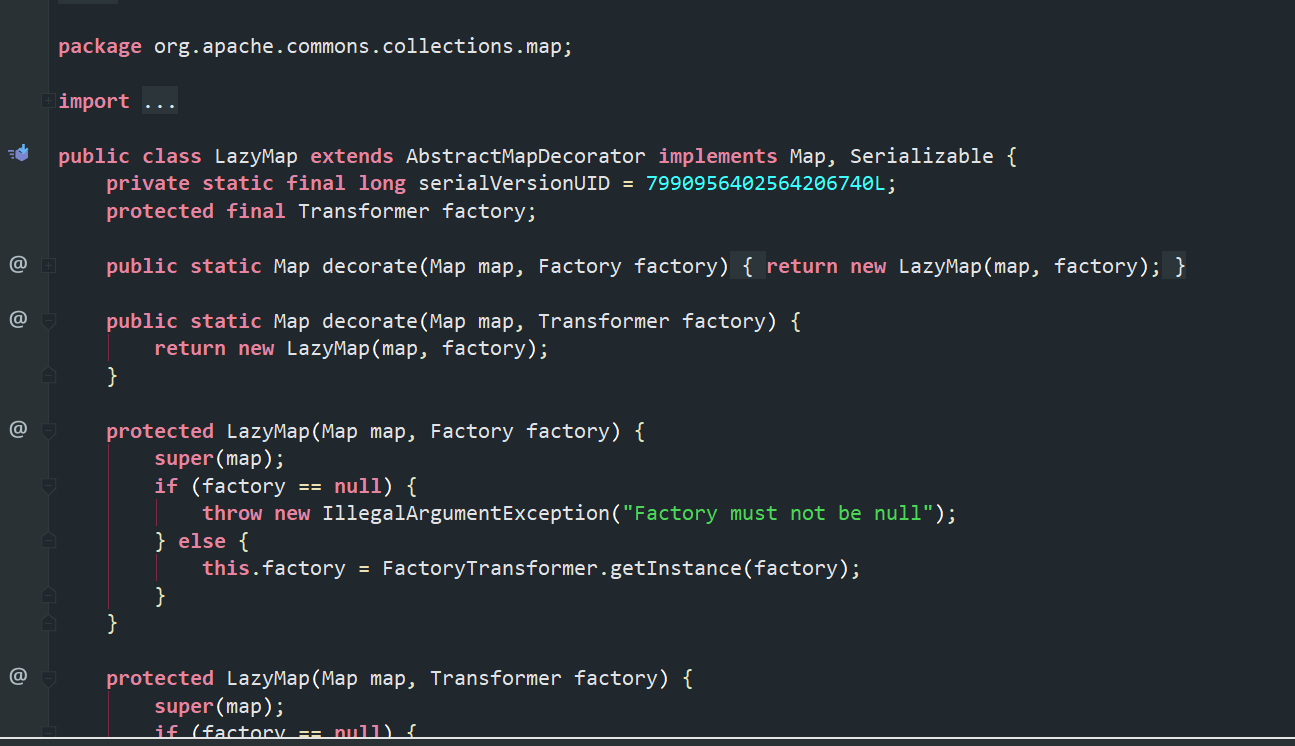 package org.apache.commons.collections.map;
import ...
public class LazyMap extends AbstractMapDecorator implements Map, Serializable {
    private static final long serialVersionUID = 7990956402564206740L;
    protected final Transformer factory;
@    public static Map decorate(Map map, Factory factory) { return new LazyMap(map, factory); }
@    public static Map decorate(Map map, Transformer factory) {
        return new LazyMap(map, factory);
    }
@    protected LazyMap(Map map, Factory factory) {
        super(map);
        if (factory == null) {
            throw new IllegalArgumentException("Factory must not be null");
        } else {
            this.factory = FactoryTransformer.getInstance(factory);
        }
    }
@    protected LazyMap(Map map, Transformer factory) {
        super(map);
        if (factory == null) {